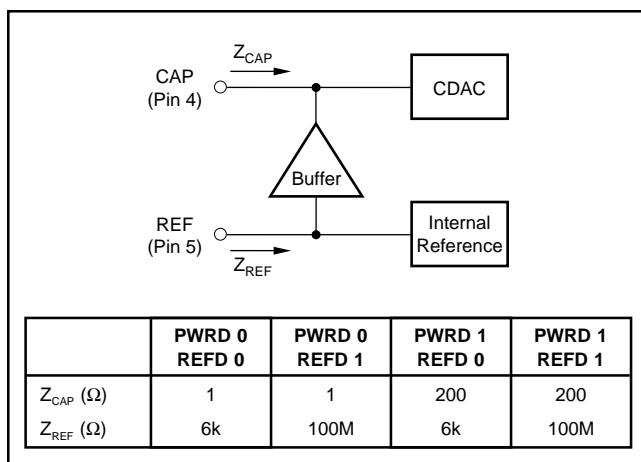 Z_CAP
CAP
(Pin 4)
CDAC
Buffer
REF
(Pin 5)
Z_REF
Internal
Reference
PWRD 0 REFD 0 PWRD 0 REFD 1 PWRD 1 REFD 0 PWRD 1 REFD 1
Z_CAP (Ω) 1 1 200 200
Z_REF (Ω) 6k 100M 6k 100M